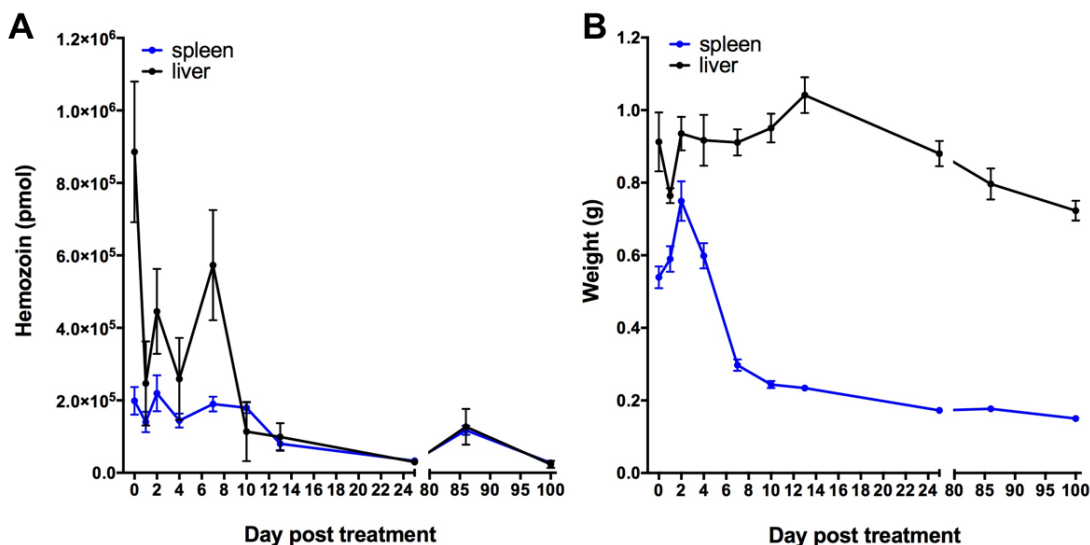 A
B
spleen
liver
Hemozoin (pmol)
1.2×10⁶
1.0×10⁶
8.0×10⁵
6.0×10⁵
4.0×10⁵
2.0×10⁵
0.0
0 2 4 6 8 10 12 14 16 18 20 22 24 80 85 90 95 100
Day post treatment
spleen
liver
Weight (g)
1.2
1.0
0.8
0.6
0.4
0.2
0.0
0 2 4 6 8 10 12 14 16 18 20 22 24 80 85 90 95 100
Day post treatment